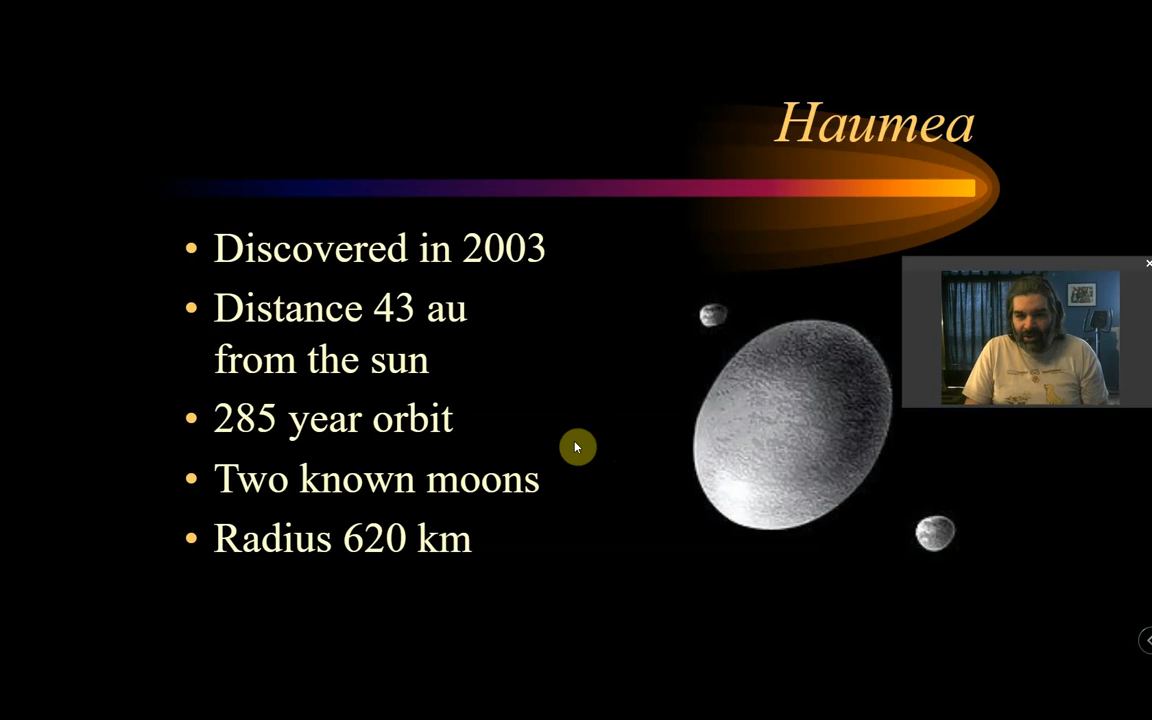 Haumea
• Discovered in 2003
• Distance 43 au
from the sun
• 285 year orbit
• Two known moons
• Radius 620 km